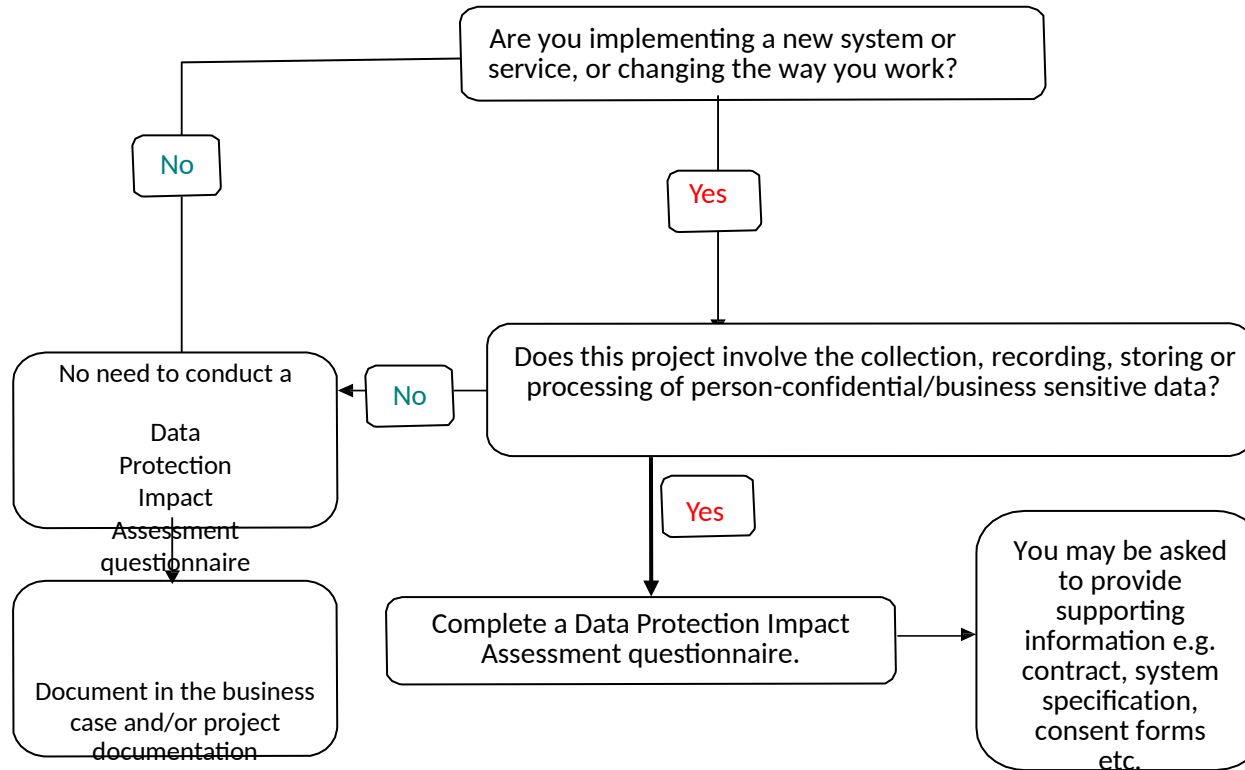 Are you implementing a new system or
service, or changing the way you work?
No
Yes
Does this project involve the collection, recording, storing or
processing of person-confidential/business sensitive data?
No
No need to conduct a
Data
Protection
Impact
Assessment
questionnaire
Yes
You may be asked
to provide
supporting
information e.g.
contract, system
specification,
consent forms
etc.
Complete a Data Protection Impact
Assessment questionnaire.
Document in the business
case and/or project
documentation